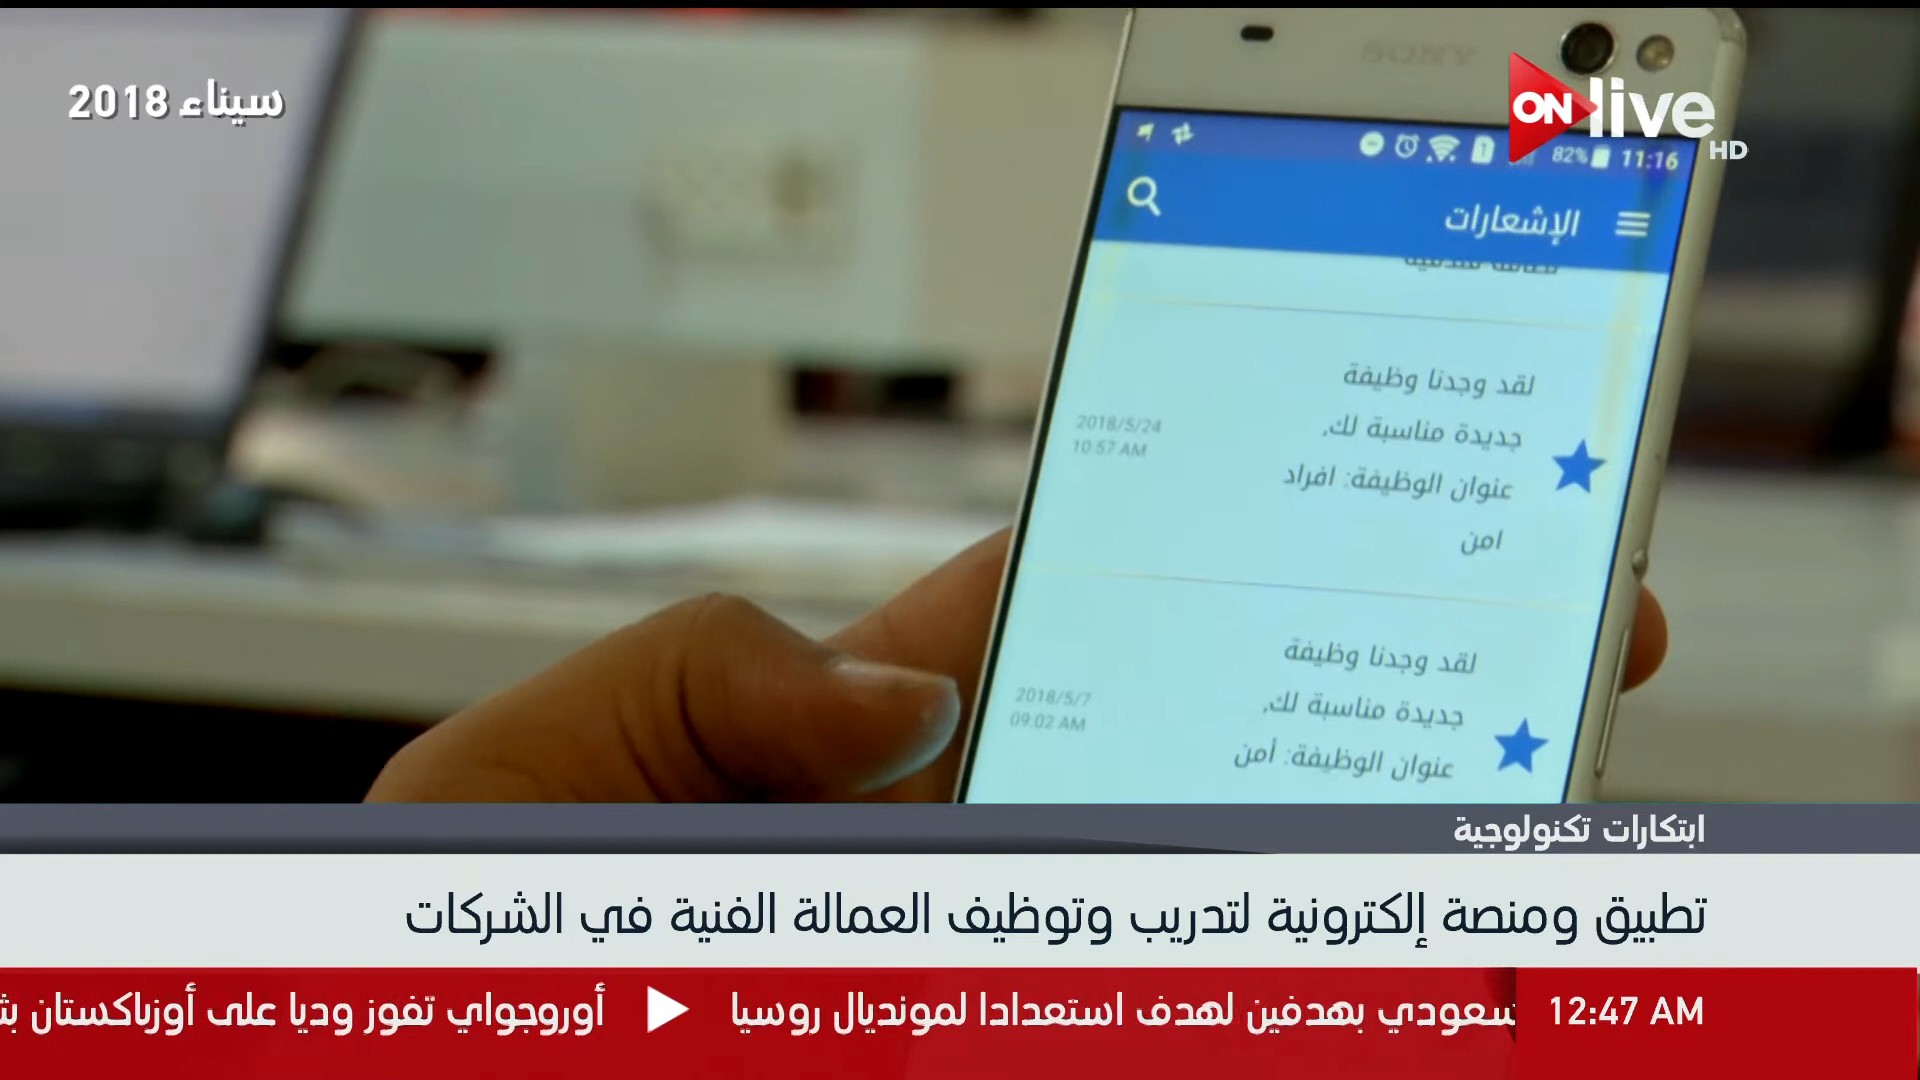 سيناء 2018
SONY
ON live
HD
82% 11:16
الإشعارات
لقد وجدنا وظيفة
جديدة مناسبة لك,
عنوان الوظيفة: افراد
امن
2018/5/24
10:57 AM
لقد وجدنا وظيفة
جديدة مناسبة لك,
عنوان الوظيفة: أمن
2018/5/7
09:02 AM
ابتكارات تكنولوجية
تطبيق ومنصة إلكترونية لتدريب وتوظيف العمالة الفنية في الشركات
12:47 AM
بهدفين لهدف استعدادا لمونديال روسيا
أوروجواي تفوز وديا على أوزباكستان